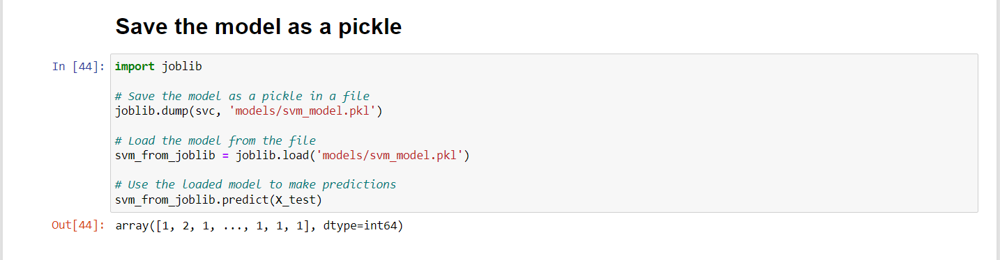 Save the model as a pickle
In [44]: import joblib
# Save the model as a pickle in a file
joblib.dump(svc, 'models/svm_model.pkl')
# Load the model from the file
svm_from_joblib = joblib.load('models/svm_model.pkl')
# Use the loaded model to make predictions
svm_from_joblib.predict(X_test)
Out[44]: array([1, 2, 1, ..., 1, 1, 1], dtype=int64)